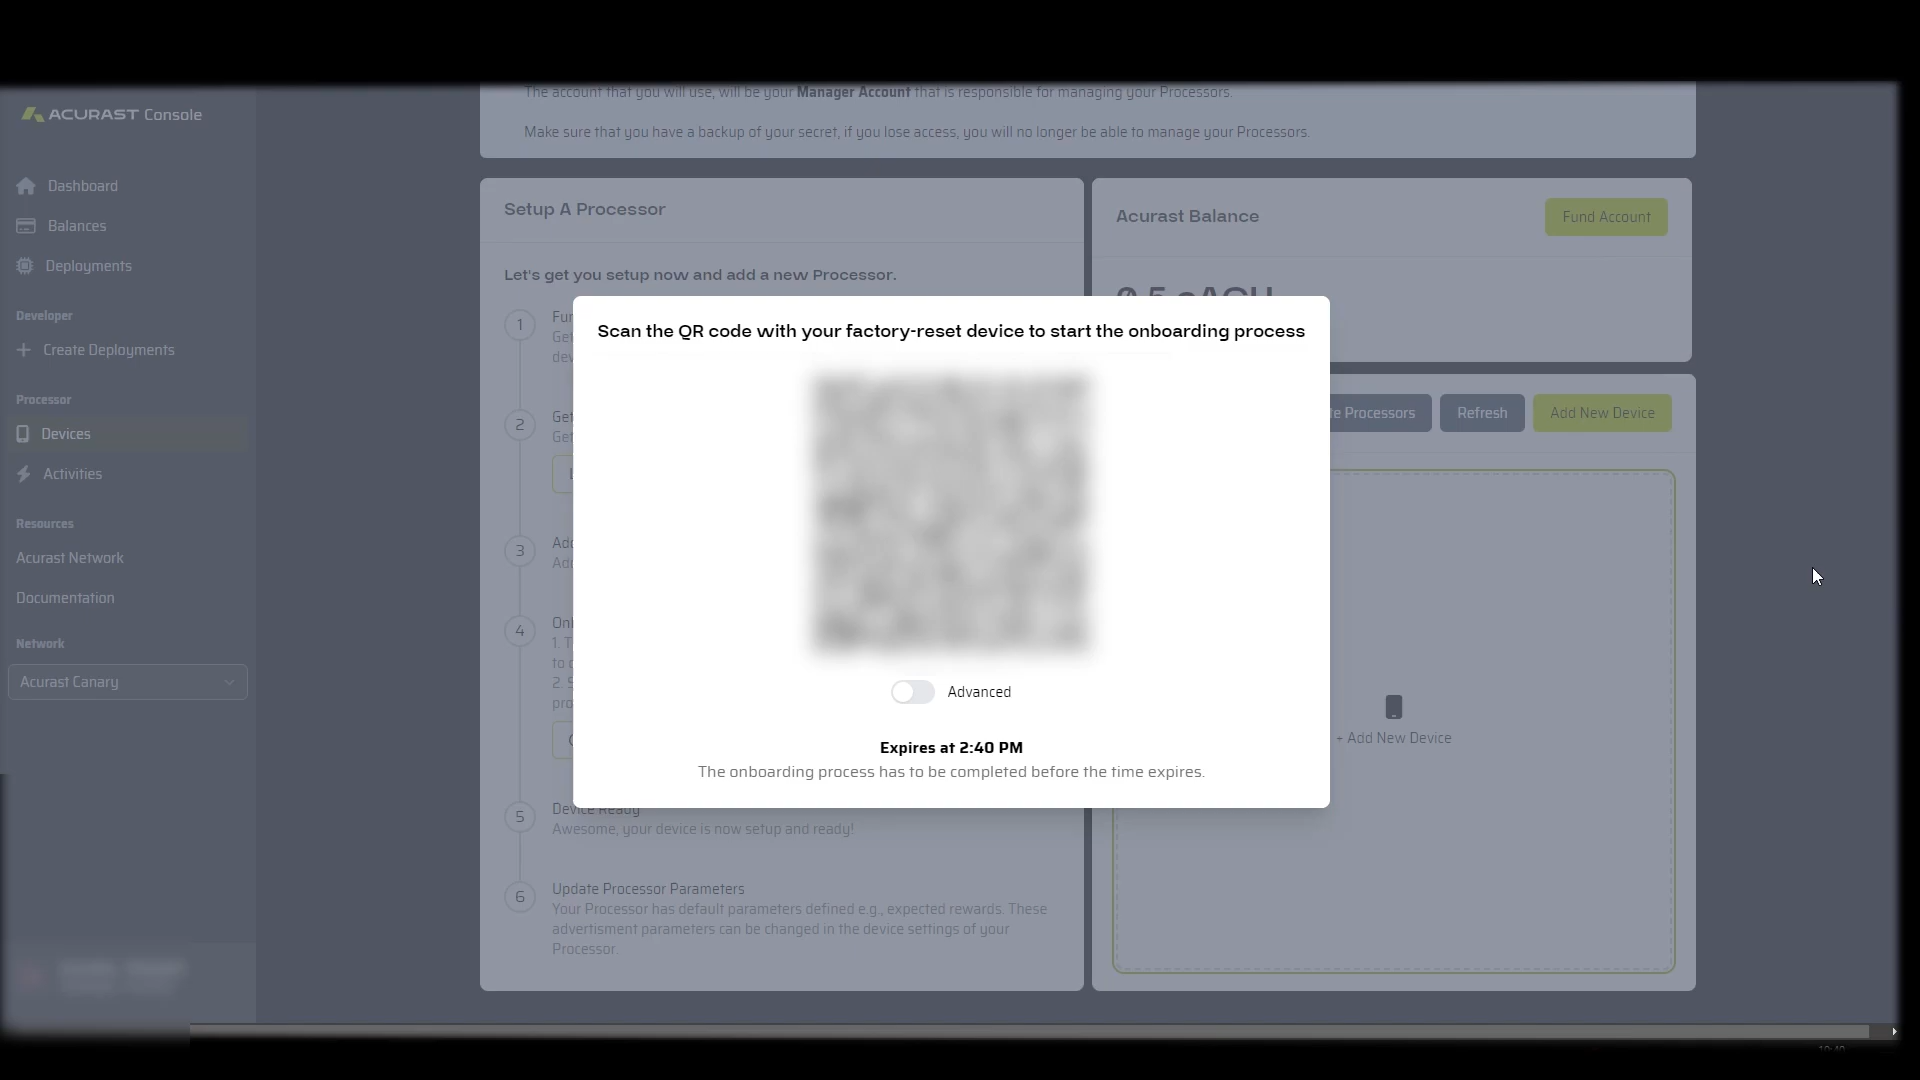 The account that you will use, will be your Manager Account that is responsible for managing your Processors.
Make sure that you have a backup of your secret, if you lose access, you will no longer be able to manage your Processors.
ACURAST Console
Dashboard
Balances
Deployments
Developer
Create Deployments
Processor
Devices
Activities
Resources
Acurast Network
Documentation
Network
Acurast Canary
Setup A Processor
Let's get you setup now and add a new Processor.
1
2
3
4
1.
2.
5
Device Ready
Awesome, your device is now setup and ready!
6
Update Processor Parameters
Your Processor has default parameters defined e.g., expected rewards. These
advertisment parameters can be changed in the device settings of your
Processor.
Acurast Balance
Fund Account
Processors
Refresh
Add New Device
+ Add New Device
Scan the QR code with your factory-reset device to start the onboarding process
Advanced
Expires at 2:40 PM
The onboarding process has to be completed before the time expires.